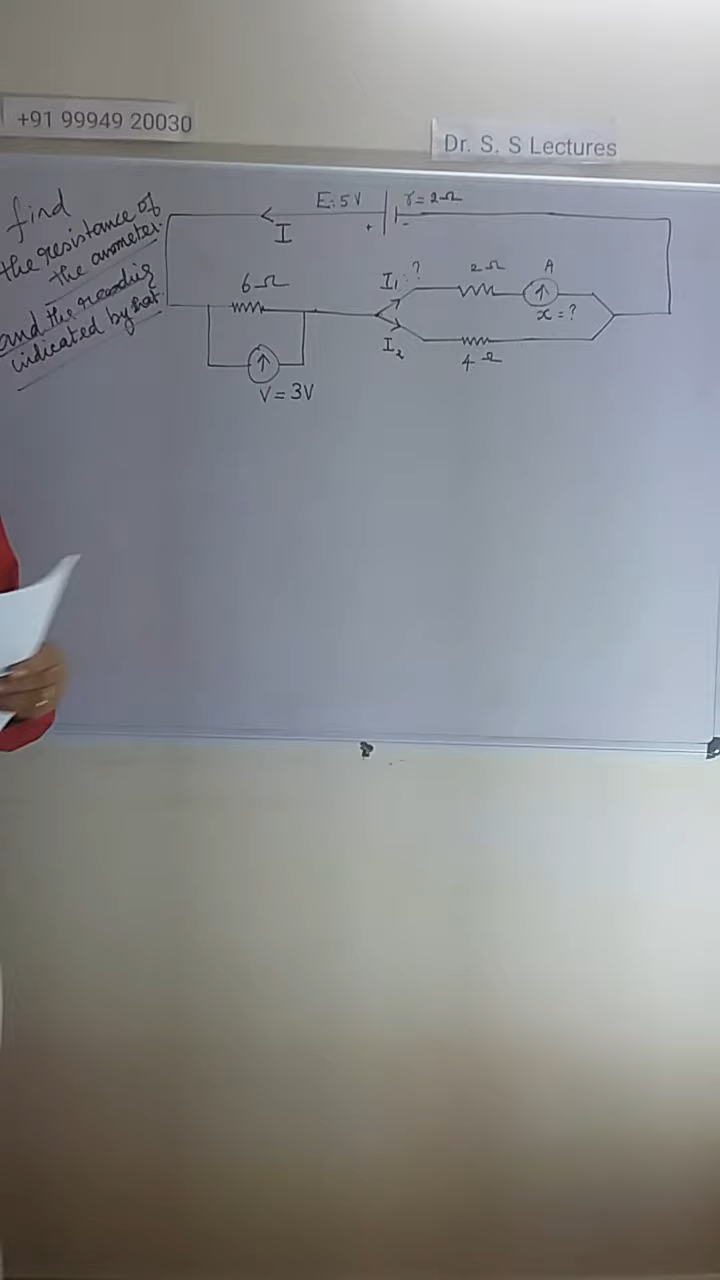 +91 99949 20030
Dr. S. S Lectures
find
the resistance of
the ammeter.
and the reading
indicated by that.
E: 5V
r = 2Ω
+
-
I
6Ω
V = 3V
I₁ : ?
2Ω
A
x = ?
I₂
4Ω